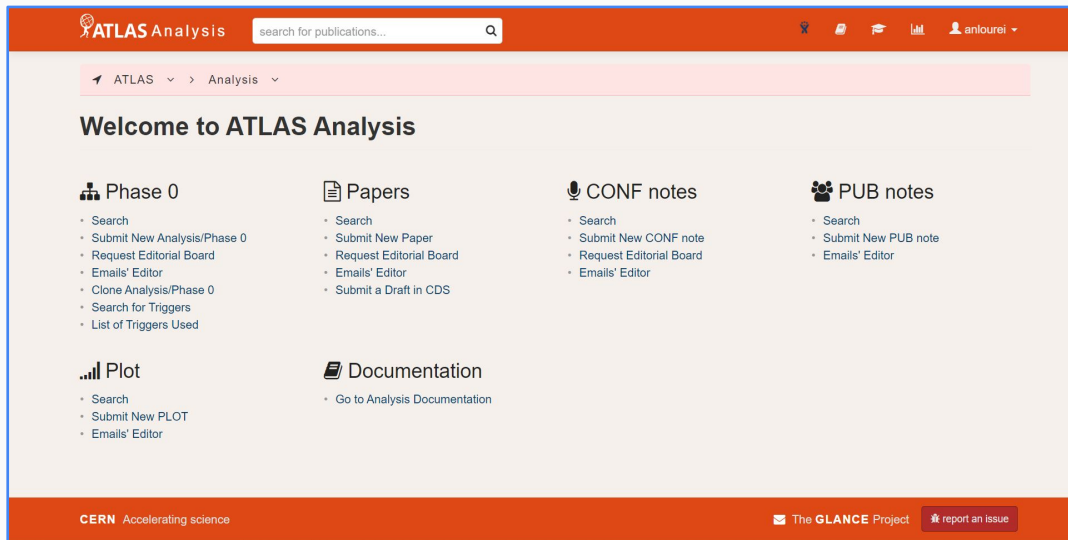 ATLAS Analysis
search for publications...
anlourei
ATLAS > Analysis
Welcome to ATLAS Analysis
Phase 0
Search
Submit New Analysis/Phase 0
Request Editorial Board
Emails' Editor
Clone Analysis/Phase 0
Search for Triggers
List of Triggers Used
Papers
Search
Submit New Paper
Request Editorial Board
Emails' Editor
Submit a Draft in CDS
CONF notes
Search
Submit New CONF note
Request Editorial Board
Emails' Editor
PUB notes
Search
Submit New PUB note
Emails' Editor
Plot
Search
Submit New PLOT
Emails' Editor
Documentation
Go to Analysis Documentation
CERN Accelerating science
The GLANCE Project
report an issue